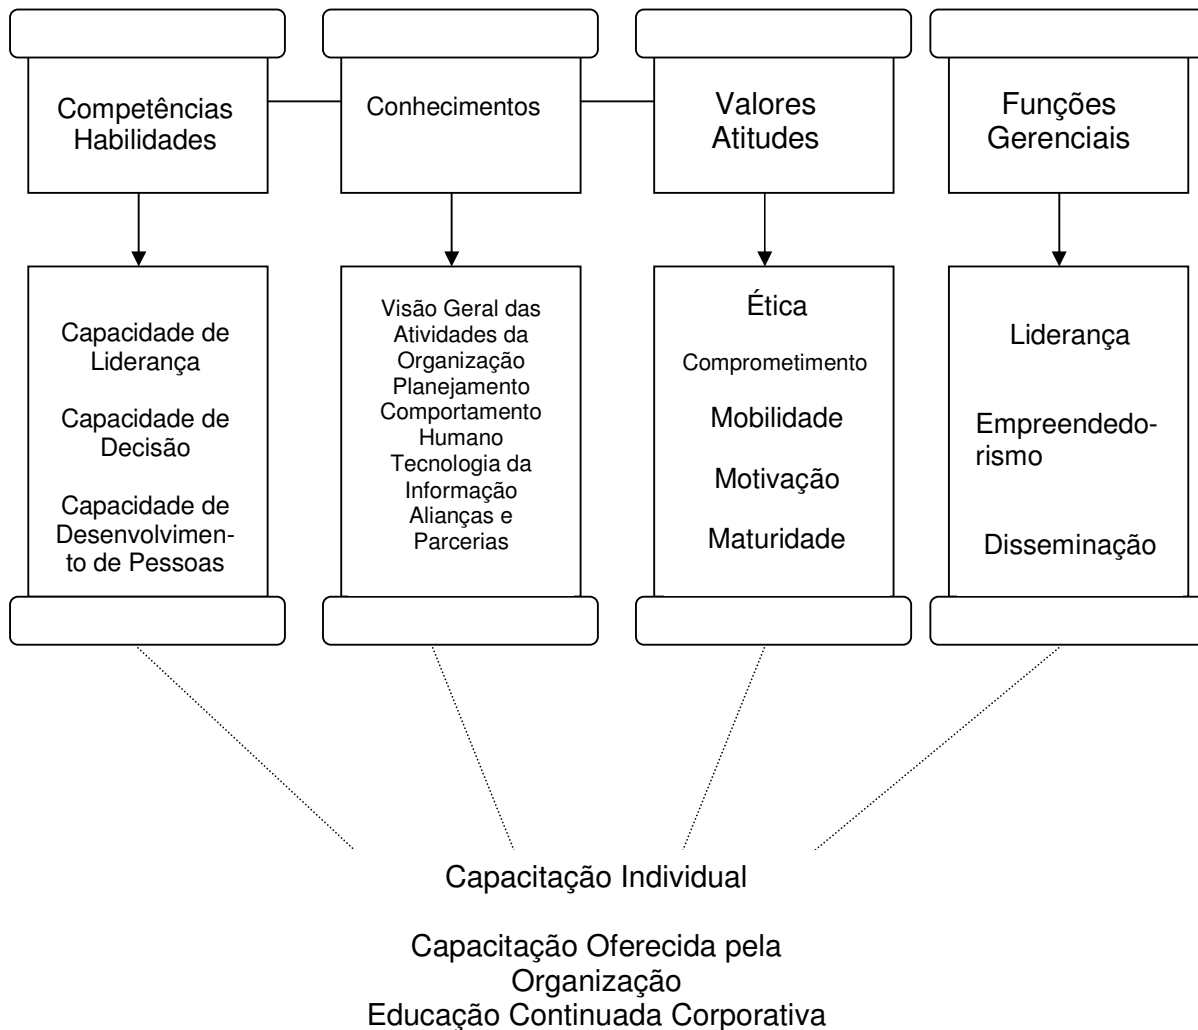 Competências
Habilidades
Conhecimentos
Valores
Atitudes
Funções
Gerenciais
Capacidade de
Liderança
Capacidade de
Decisão
Capacidade de
Desenvolvimen-
to de Pessoas
Visão Geral das
Atividades da
Organização
Planejamento
Comportamento
Humano
Tecnologia da
Informação
Alianças e
Parcerias
Ética
Comprometimento
Mobilidade
Motivação
Maturidade
Liderança
Empreendedo-
rismo
Disseminação
Capacitação Individual
Capacitação Oferecida pela
Organização
Educação Continuada Corporativa